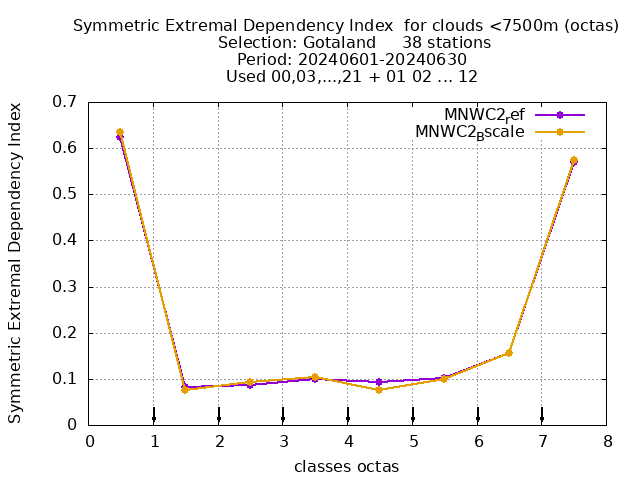 Symmetric Extremal Dependency Index  for clouds <7500m (octas)
Selection: Gotaland     38 stations
Period: 20240601-20240630
Used 00,03,...,21 + 01 02 ... 12
MNWC2ref
MNWC2Bscale
Symmetric Extremal Dependency Index
0.7
0.6
0.5
0.4
0.3
0.2
0.1
0
0 1 2 3 4 5 6 7 8
classes octas